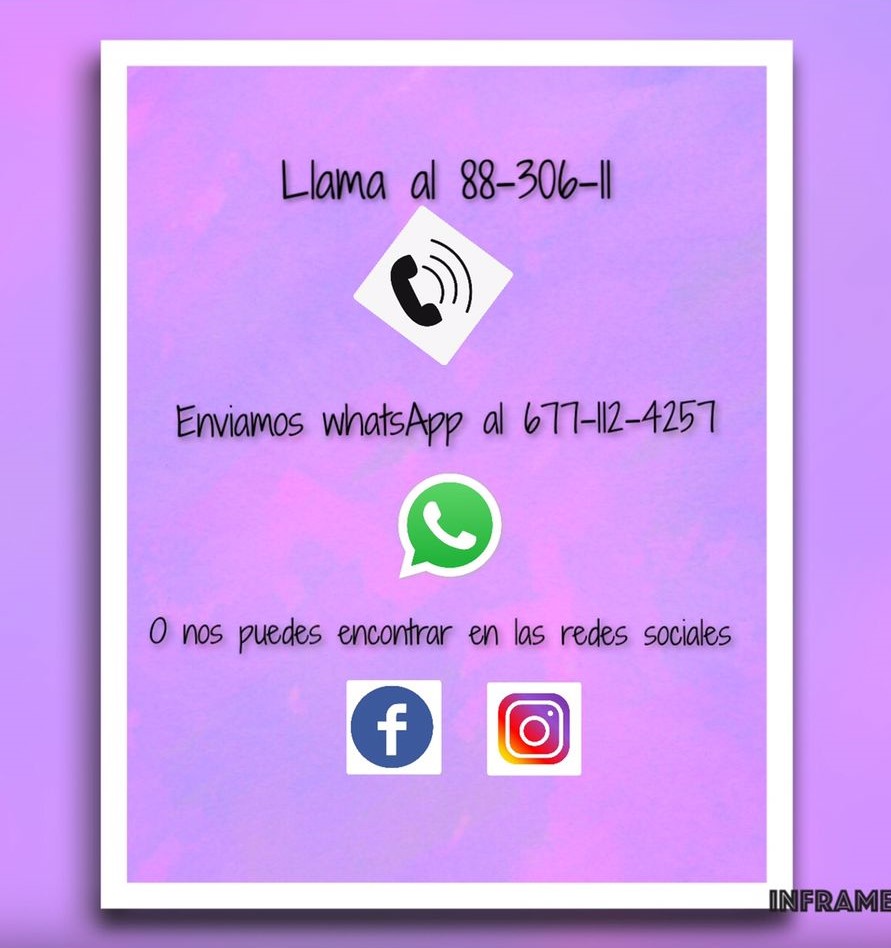 Llama al 88-306-11
Enviamos whatsApp al 677-112-4257
O nos puedes encontrar en las redes sociales
INFRAME